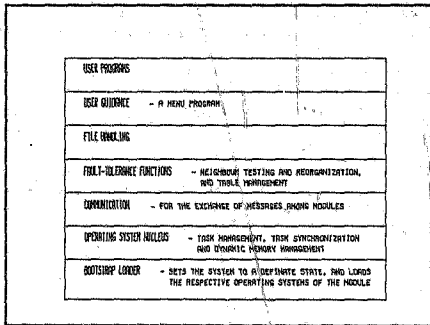 USER PROGRAMS
USER GUIDANCE - A MENU PROGRAM
FILE HANDLING
FAULT-TOLERANCE FUNCTIONS - NEIGHBOUR TESTING AND REORGANIZATION,
AND TABLE MANAGEMENT
COMMUNICATION - FOR THE EXCHANGE OF MESSAGES AMONG MODULES
OPERATING SYSTEM NUCLEUS - TASK MANAGEMENT, TASK SYNCHRONIZATION
AND DYNAMIC MEMORY MANAGEMENT
BOOTSTRAP LOADER - SETS THE SYSTEM TO A DEFINATE STATE, AND LOADS
THE RESPECTIVE OPERATING SYSTEMS OF THE MODULE